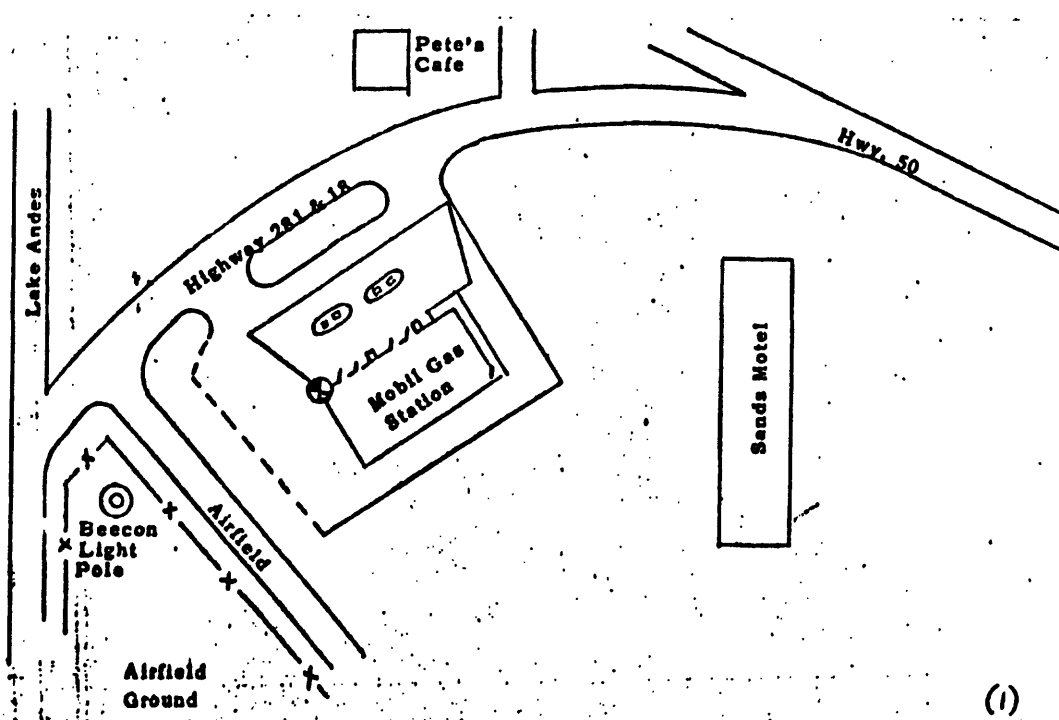 Pete's
Cafe
Hwy. 50
Highway 281 & 18
Lake Andes
Mobil Gas
Station
Sands Motel
Airfield
Beecon
Light
Pole
Airfield
Ground
(1)